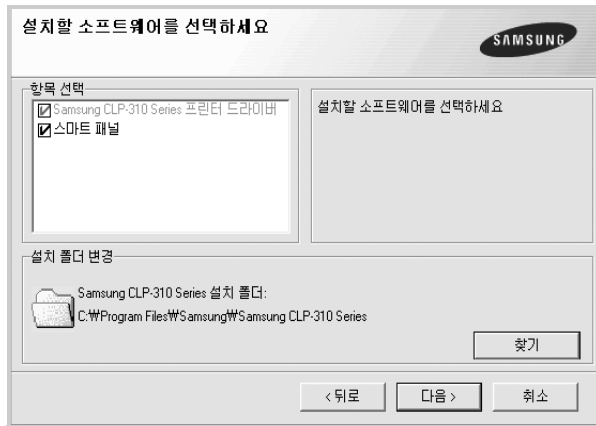 설치할 소프트웨어를 선택하세요
SAMSUNG
항목 선택
Samsung CLP-310 Series 프린터 드라이버
스마트 패널
설치할 소프트웨어를 선택하세요
설치 폴더 변경
Samsung CLP-310 Series 설치 폴더:
C:₩Program Files₩Samsung₩Samsung CLP-310 Series
찾기
< 뒤로
다음 >
취소